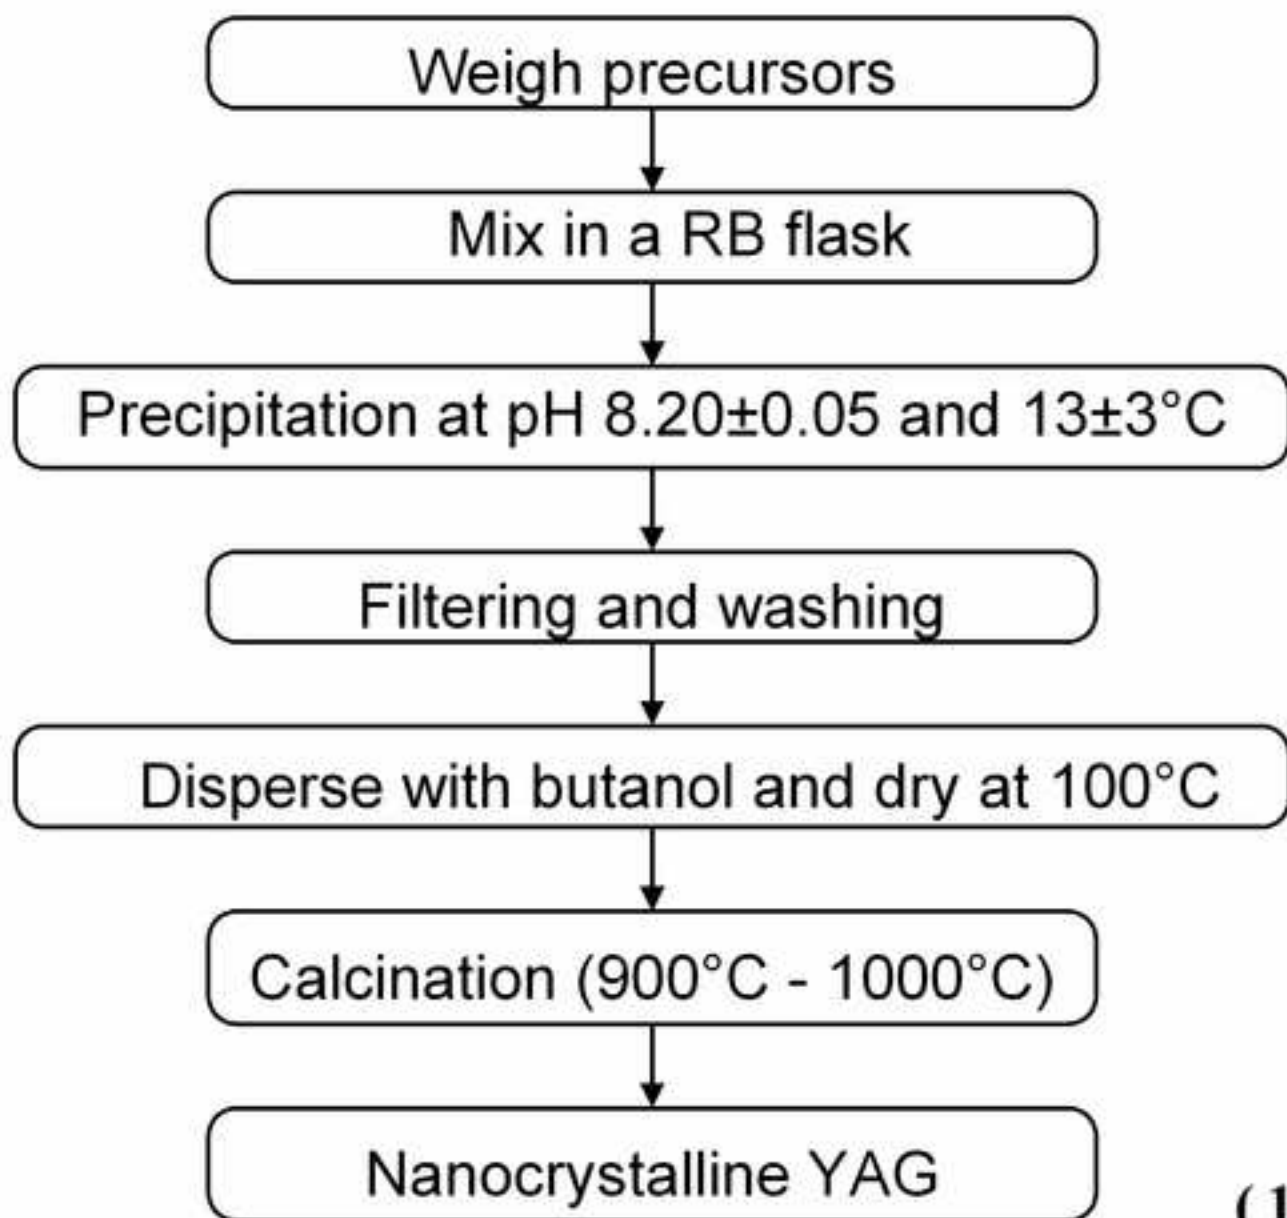 Weigh precursors
Mix in a RB flask
Precipitation at pH 8.20±0.05 and 13±3°C
Filtering and washing
Disperse with butanol and dry at 100°C
Calcination (900°C - 1000°C)
Nanocrystalline YAG